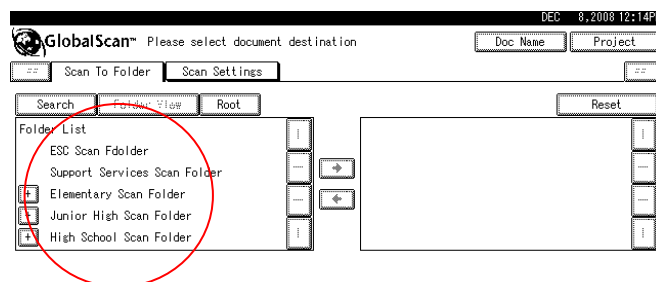 DEC 8,2008 12:14P
GlobalScan™ Please select document destination
Doc Name
Project
Scan To Folder
Scan Settings
Search
Folder View
Root
Reset
Folder List
ESC Scan Fdolder
Support Services Scan Folder
+ Elementary Scan Folder
+ Junior High Scan Folder
+ High School Scan Folder